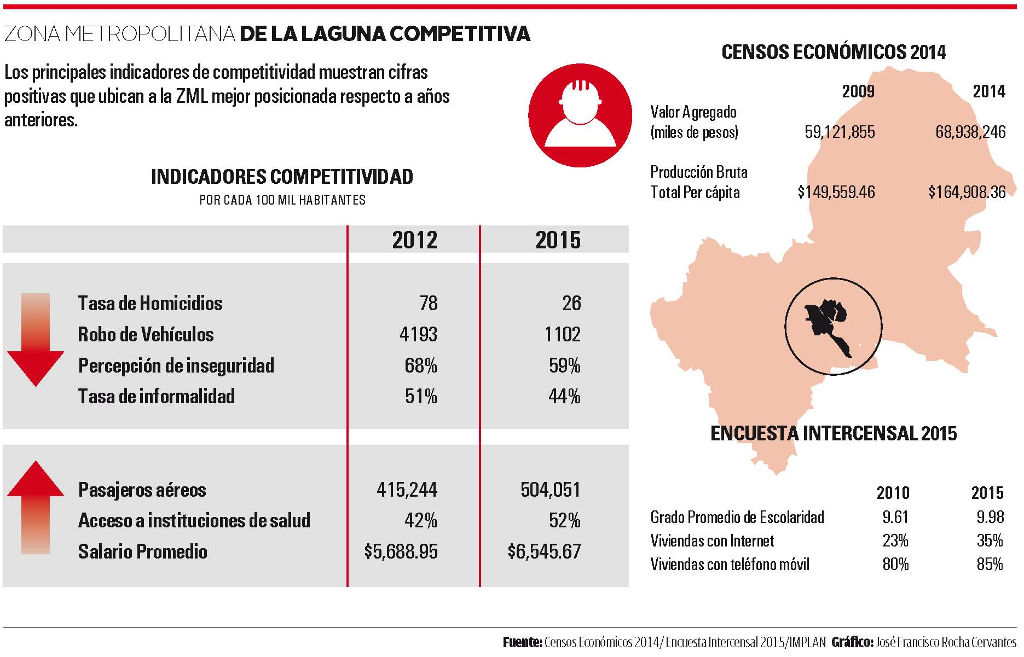 ZONA METROPOLITANA DE LA LAGUNA COMPETITIVA
Los principales indicadores de competitividad muestran cifras
positivas que ubican a la ZML mejor posicionada respecto a años
anteriores.
INDICADORES COMPETITIVIDAD
POR CADA 100 MIL HABITANTES
2012 2015
Tasa de Homicidios 78 26
Robo de Vehículos 4193 1102
Percepción de inseguridad 68% 59%
Tasa de informalidad 51% 44%
Pasajeros aéreos 415,244 504,051
Acceso a instituciones de salud 42% 52%
Salario Promedio $5,688.95 $6,545.67
CENSOS ECONÓMICOS 2014
2009 2014
Valor Agregado
(miles de pesos) 59,121,855 68,938,246
Producción Bruta
Total Per cápita $149,559.46 $164,908.36
ENCUESTA INTERCENSAL 2015
2010 2015
Grado Promedio de Escolaridad 9.61 9.98
Viviendas con Internet 23% 35%
Viviendas con teléfono móvil 80% 85%
Fuente: Censos Económicos 2014/ Encuesta Intercensal 2015/IMPLAN Gráfico: José Francisco Rocha Cervantes